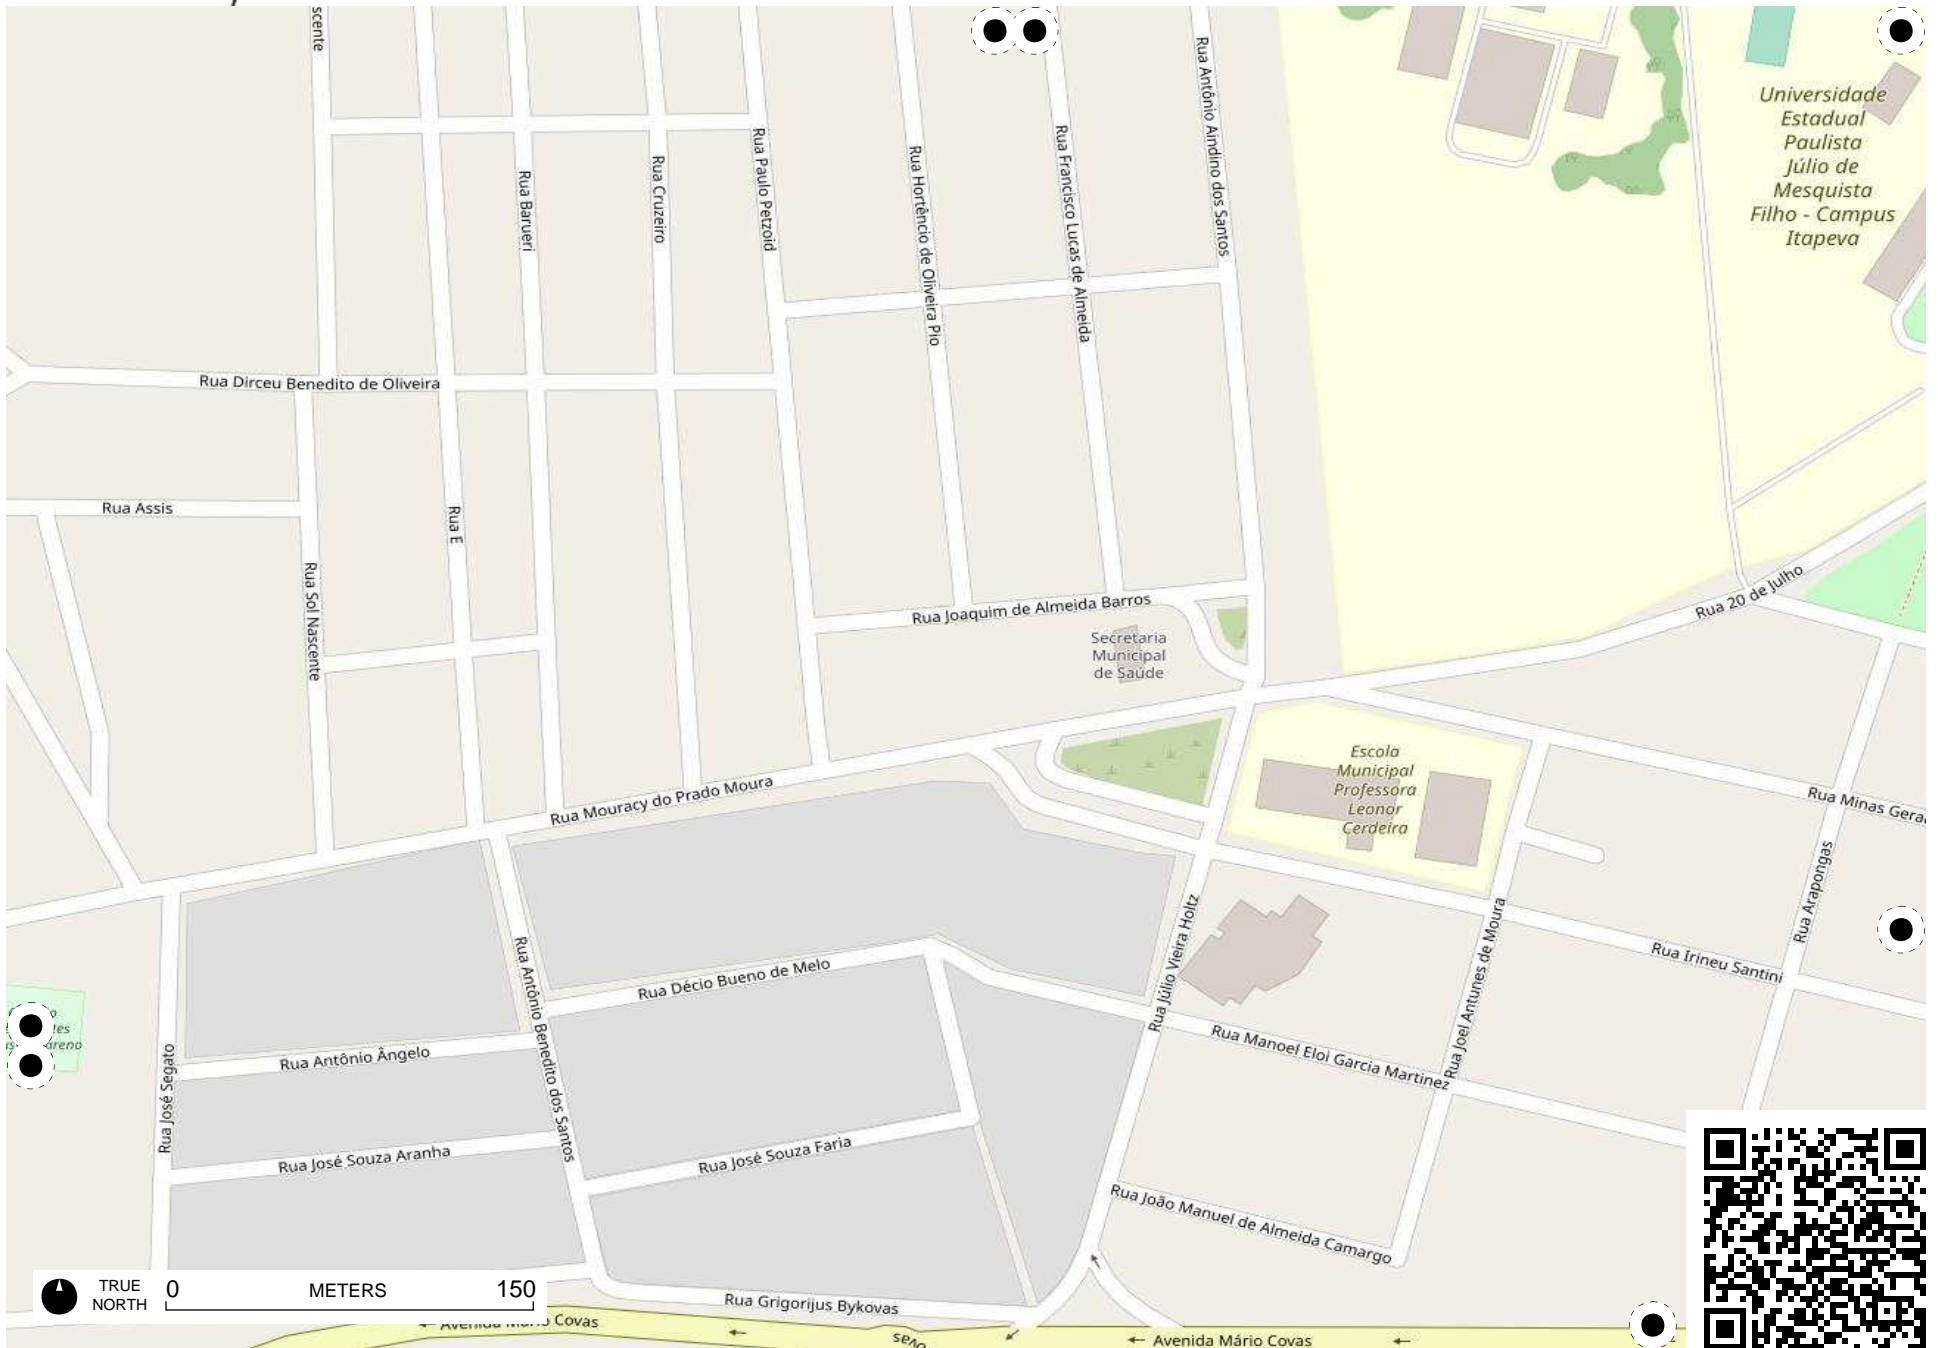 scente
Rua Antônio Aindino dos Santos
Universidade
Estadual
Paulista
Júlio de
Mesquista
Filho - Campus
Itapeva
Rua Paulo Petzoid
Rua Francisco Lucas de Almeida
Rua Hortêncio de Oliveira Pio
Rua Cruzeiro
Rua Barueri
Rua Dirceu Benedito de Oliveira
Rua Assis
Rua E
Rua Sol Nascente
Rua 20 de Julho
Rua Joaquim de Almeida Barros
Secretaria
Municipal
de Saúde
Escola
Municipal
Professora
Leonor
Cerdeira
Rua Mouracy do Prado Moura
Rua Minas Gerai
Rua Arapongas
Rua Júlio Vieira Holtz
Rua Joel Antunes de Moura
Rua Irineu Santini
Rua Antônio Benedito dos Santos
Rua Décio Bueno de Melo
Rua Manoel Eloi Garcia Martinez
Rua Antônio Ângelo
Rua José Segato
Rua José Souza Aranha
Rua José Souza Faria
Rua João Manuel de Almeida Camargo
TRUE
NORTH
0 METERS 150
Rua Grigorijus Bykovas
Avenida Mário Covas
ovas
Avenida Mário Covas